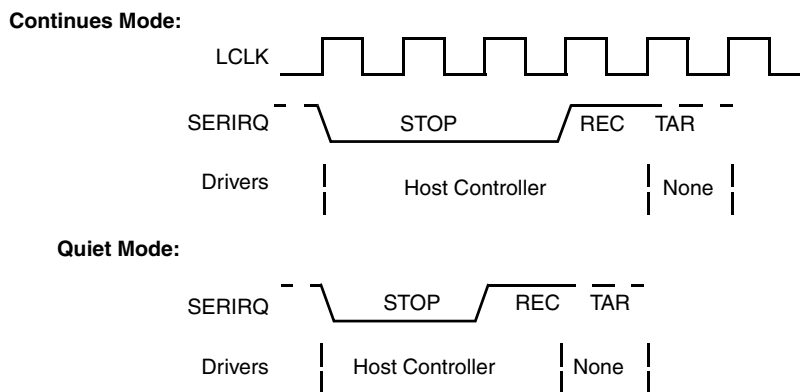 Continues Mode:
LCLK
SERIRQ STOP REC TAR
Drivers Host Controller None
Quiet Mode:
SERIRQ STOP REC TAR
Drivers Host Controller None